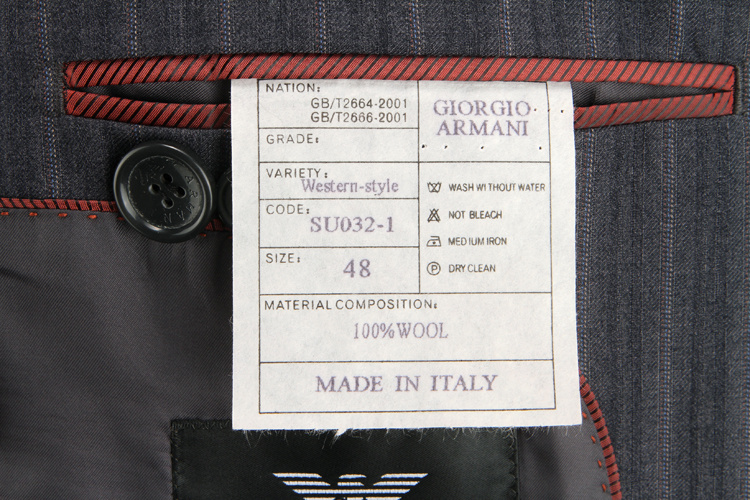 NATION:
GB/T2664-2001
GB/T2666-2001
GIORGIO
ARMANI
GRADE:
VARIETY:
Western-style
CODE:
SU032-1
SIZE:
48
WASH WITHOUT WATER
NOT BLEACH
MEDIUM IRON
P DRY CLEAN
MATERIAL COMPOSITION:
100%WOOL
MADE IN ITALY